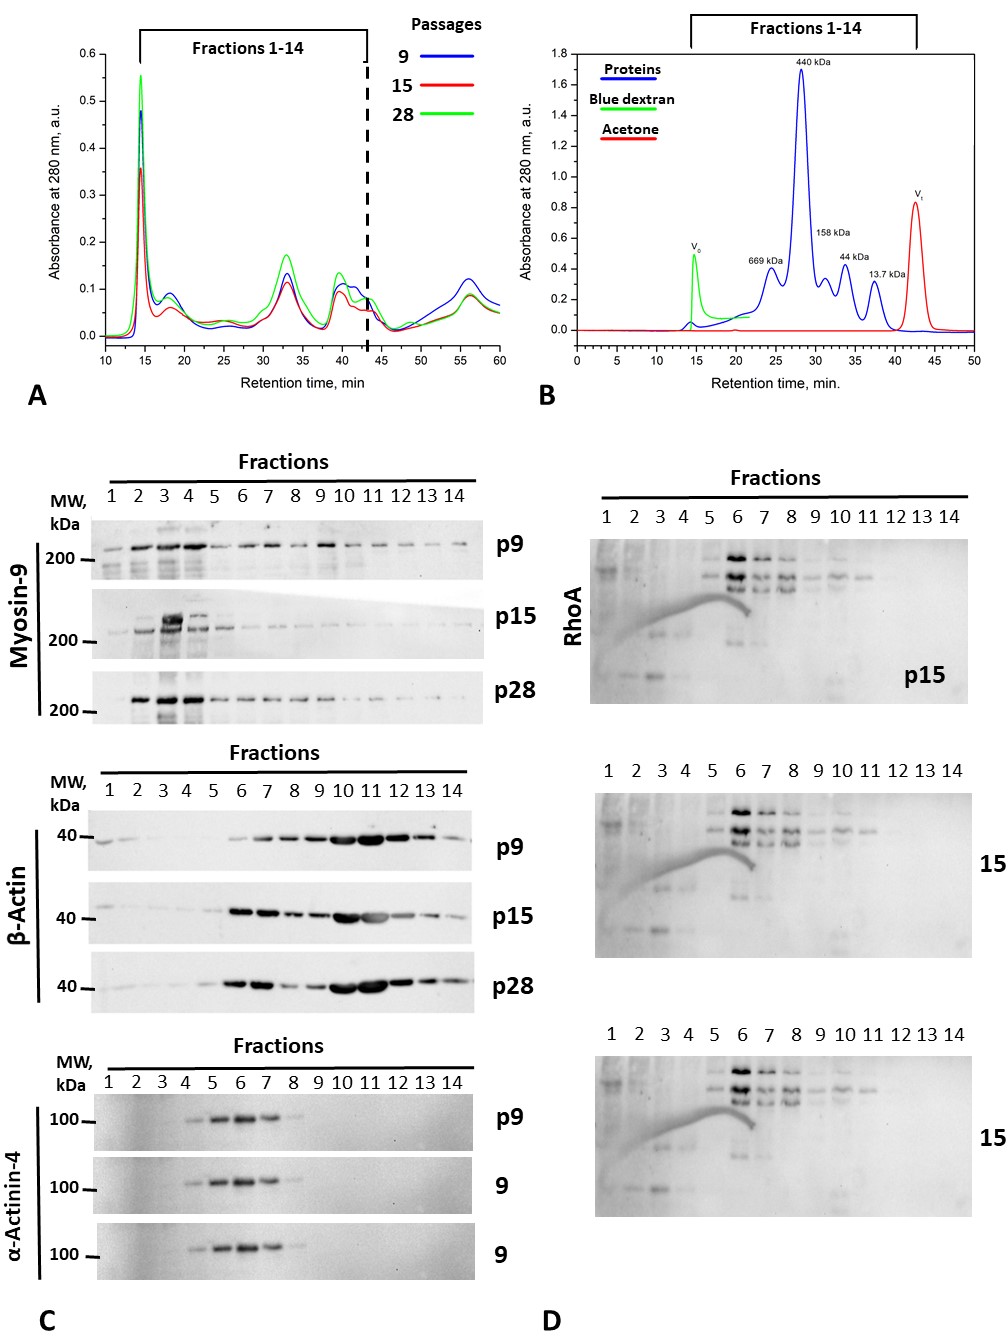 Passages
Fractions 1-14
9
15
28
0.6
0.5
0.4
0.3
0.2
0.1
0.0
Absorbance at 280 nm, a.u.
10 15 20 25 30 35 40 45 50 55 60
Retention time, min
A
Fractions 1-14
Proteins
Blue dextran
Acetone
440 kDa
V0
669 kDa
158 kDa
44 kDa
13.7 kDa
Vt
1.8
1.6
1.4
1.2
1.0
0.8
0.6
0.4
0.2
0.0
Absorbance at 280 nm, a.u.
0 5 10 15 20 25 30 35 40 45 50
Retention time, min.
B
Fractions
MW,
kDa
1 2 3 4 5 6 7 8 9 10 11 12 13 14
Myosin-9
200
p9
200
p15
200
p28
Fractions
MW,
kDa
1 2 3 4 5 6 7 8 9 10 11 12 13 14
β-Actin
40
p9
40
p15
40
p28
Fractions
MW,
kDa
1 2 3 4 5 6 7 8 9 10 11 12 13 14
α-Actinin-4
100
p9
100
9
100
9
C
Fractions
1 2 3 4 5 6 7 8 9 10 11 12 13 14
RhoA
p15
1 2 3 4 5 6 7 8 9 10 11 12 13 14
15
1 2 3 4 5 6 7 8 9 10 11 12 13 14
15
D